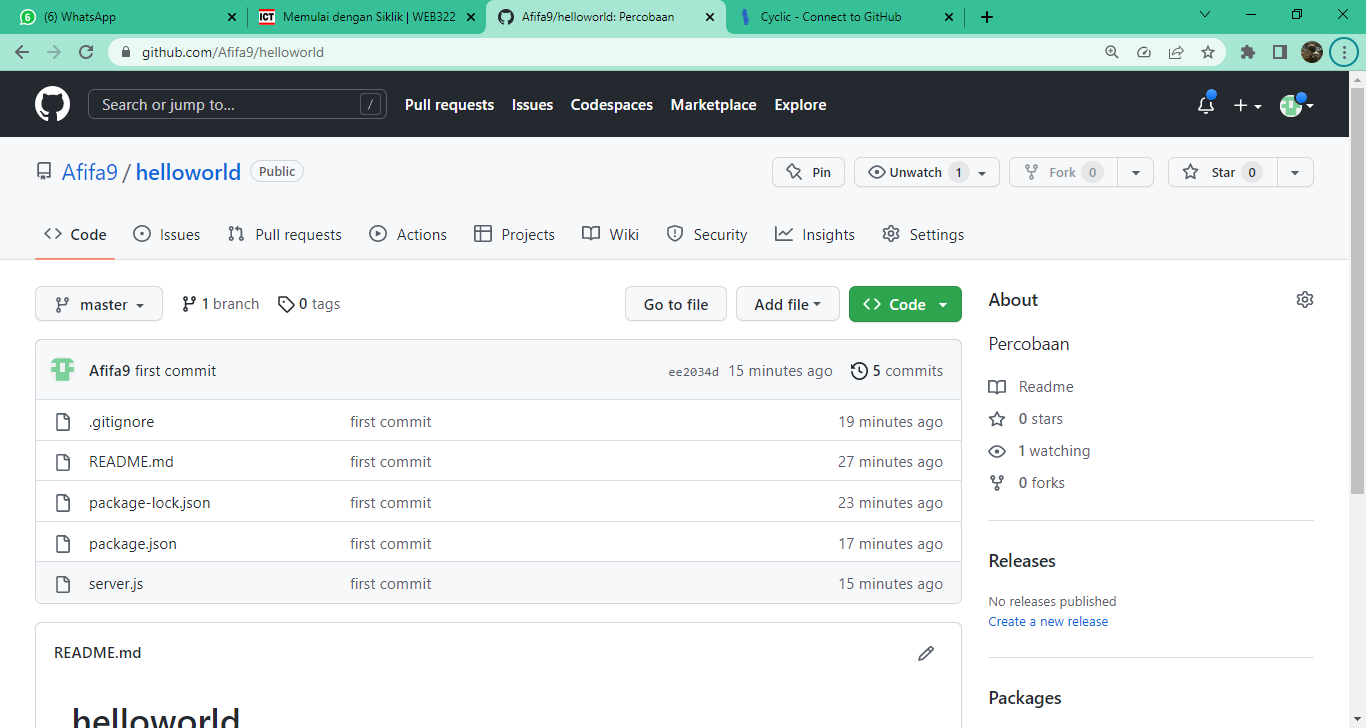 (6) WhatsApp
ICT Memulai dengan Siklik | WEB322
Afifa9/helloworld: Percobaan
Cyclic - Connect to GitHub
github.com/Afifa9/helloworld
Search or jump to... /
Pull requests Issues Codespaces Marketplace Explore
Afifa9 / helloworld Public
Pin
Unwatch 1
Fork 0
Star 0
Code Issues Pull requests Actions Projects Wiki Security Insights Settings
master 1 branch 0 tags
Go to file Add file Code
Afifa9 first commit ee2034d 15 minutes ago 5 commits
.gitignore first commit 19 minutes ago
README.md first commit 27 minutes ago
package-lock.json first commit 23 minutes ago
package.json first commit 17 minutes ago
server.js first commit 15 minutes ago
README.md
helloworld
About
Percobaan
Readme
0 stars
1 watching
0 forks
Releases
No releases published
Create a new release
Packages